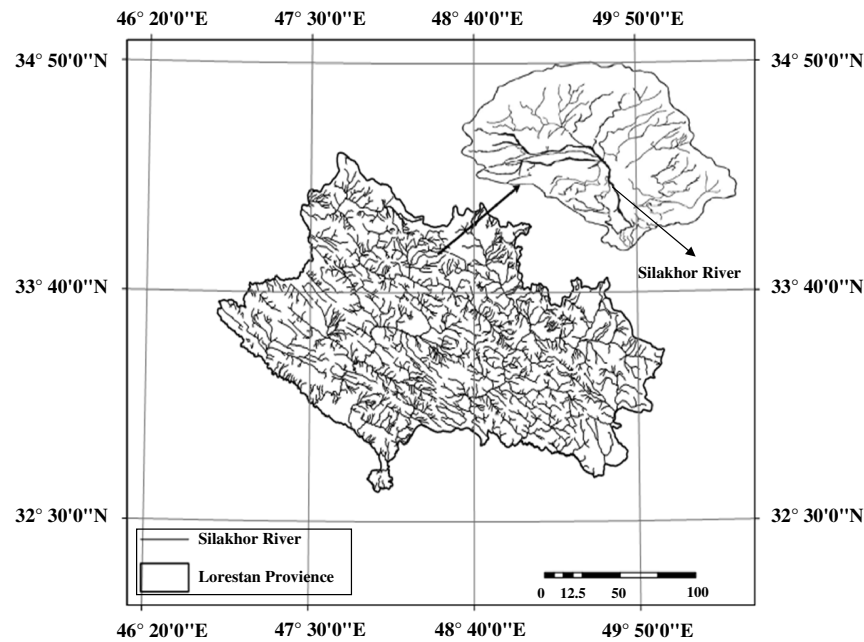 46° 20'0"E 47° 30'0"E 48° 40'0"E 49° 50'0"E
34° 50'0"N 34° 50'0"N
Silakhor River
33° 40'0"N 33° 40'0"N
32° 30'0"N 32° 30'0"N
Silakhor River
Lorestan Provience
0 12.5 50 100
46° 20'0"E 47° 30'0"E 48° 40'0"E 49° 50'0"E